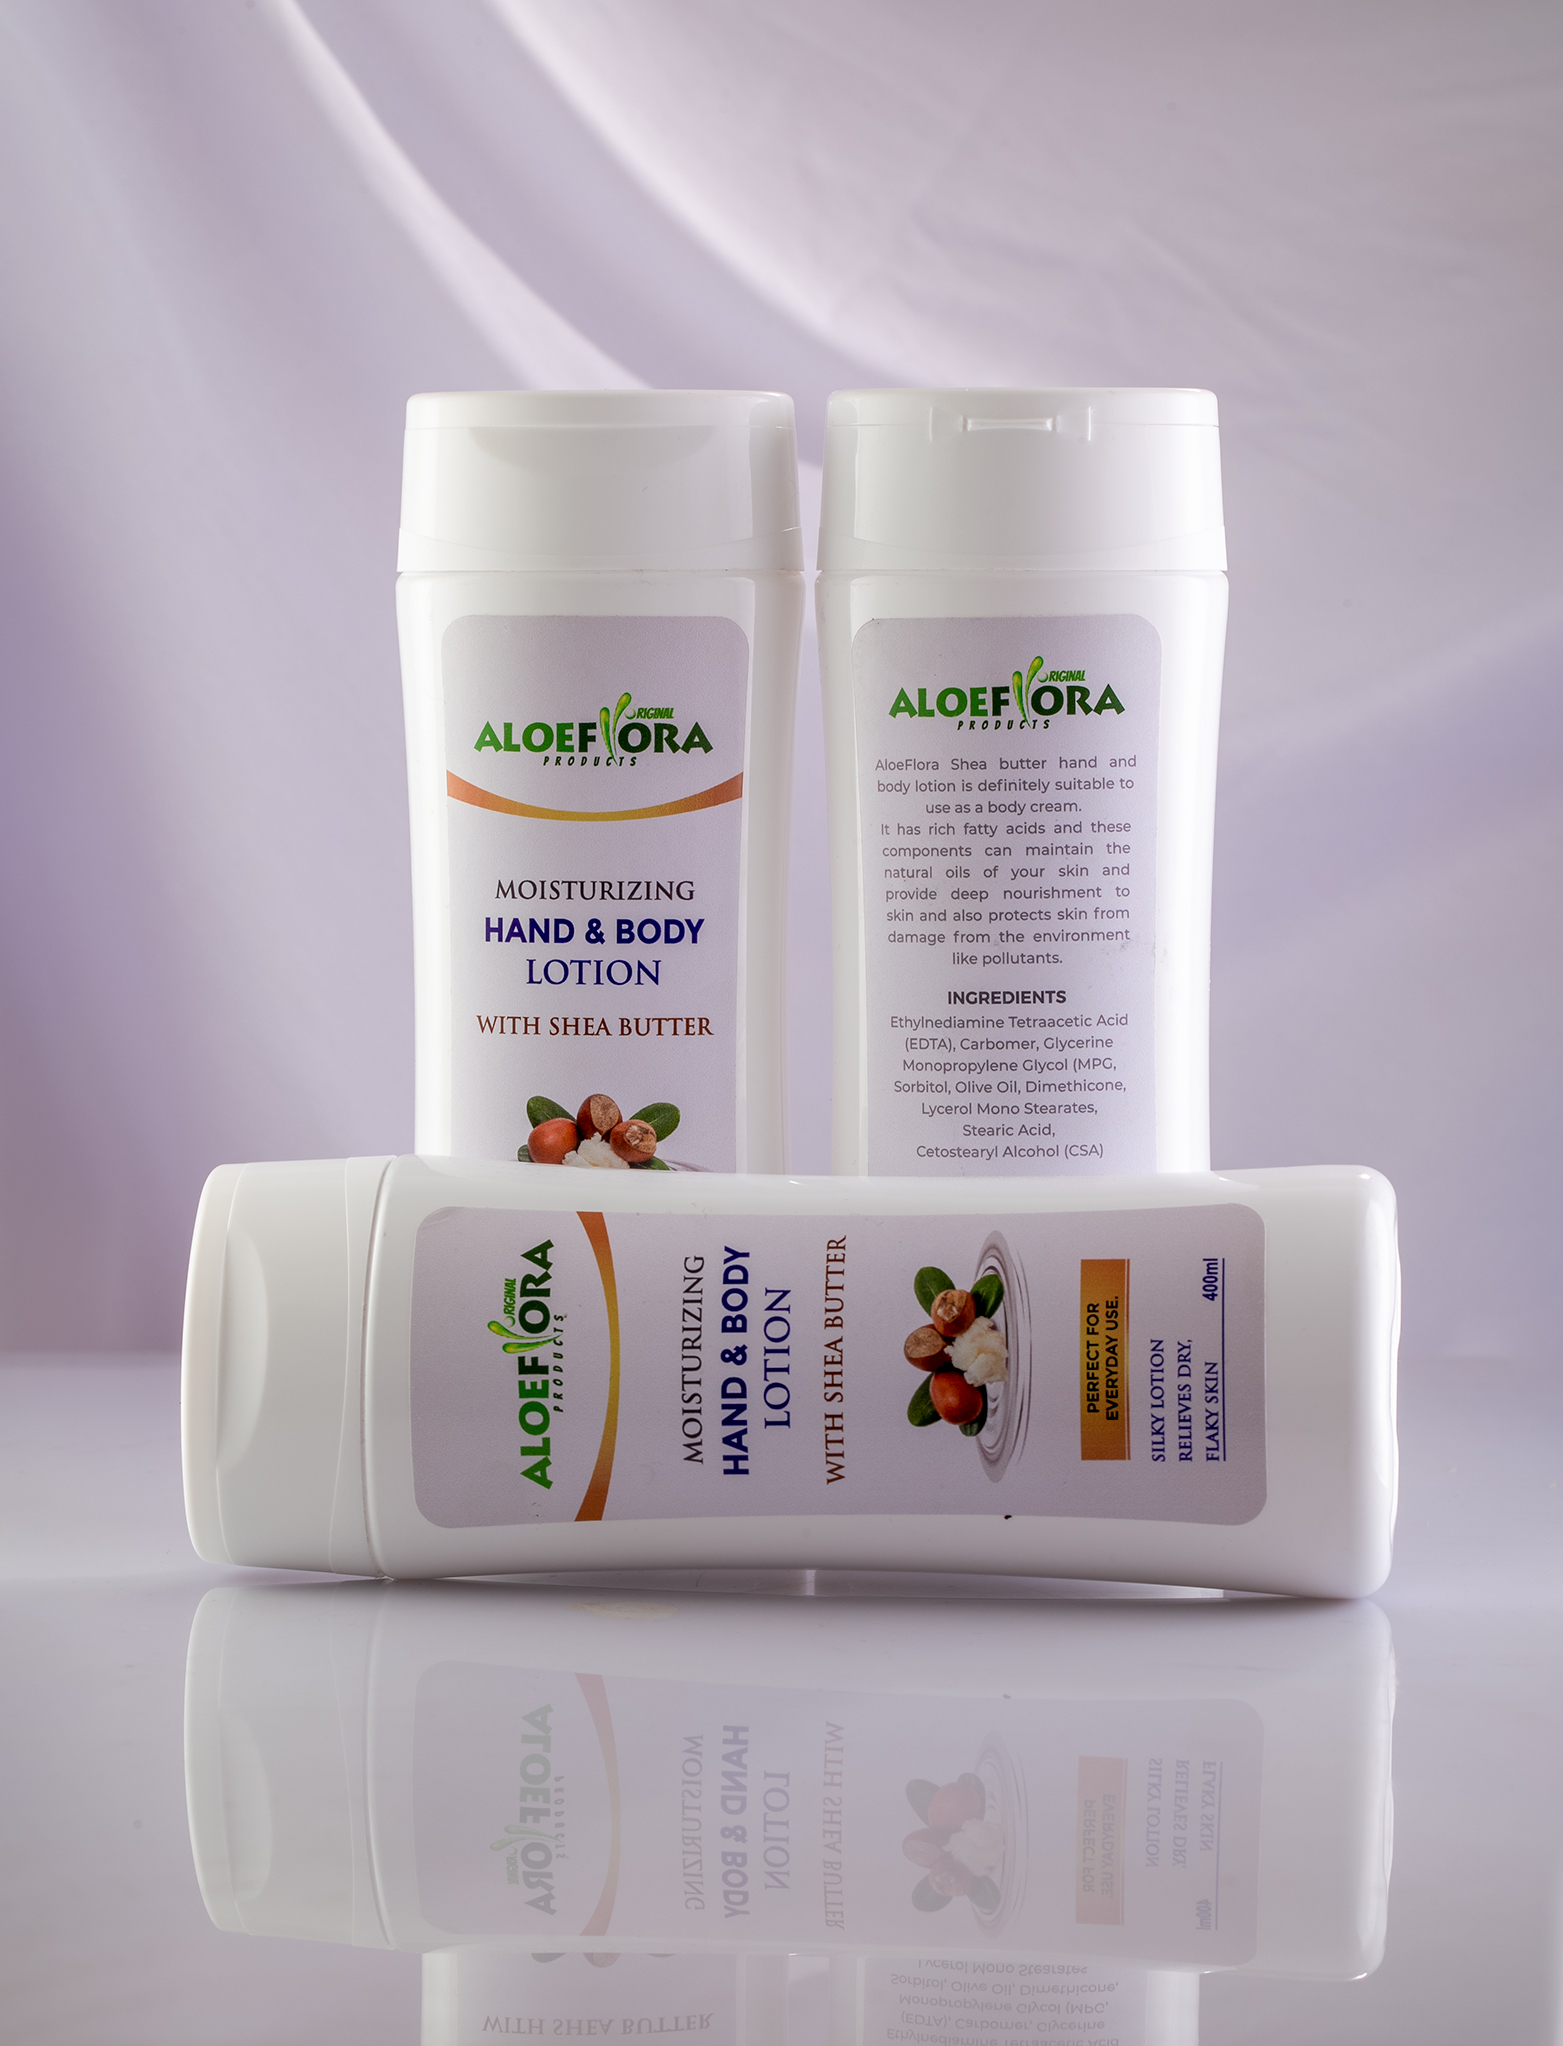 ORIGINAL
ALOEFLORA
PRODUCTS
MOISTURIZING
HAND & BODY
LOTION
WITH SHEA BUTTER
ORIGINAL
ALOEFLORA
PRODUCTS
AloeFlora Shea butter hand and
body lotion is definitely suitable to
use as a body cream.
It has rich fatty acids and these
components can maintain the
natural oils of your skin and
provide deep nourishment to
skin and also protects skin from
damage from the environment
like pollutants.
INGREDIENTS
Ethylnediamine Tetraacetic Acid
(EDTA), Carbomer, Glycerine
Monopropylene Glycol (MPG,
Sorbitol, Olive Oil, Dimethicone,
Lycerol Mono Stearates,
Stearic Acid,
Cetostearyl Alcohol (CSA)
ORIGINAL
ALOEFLORA
PRODUCTS
MOISTURIZING
HAND & BODY
LOTION
WITH SHEA BUTTER
PERFECT FOR
EVERYDAY USE.
SILKY LOTION
RELIEVES DRY,
FLAKY SKIN
400ml